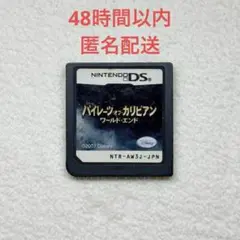 48時間以内
匿名配送
NINTENDO DS
パイレーツ オブ カリビアン
ワールド・エンド
Disney
NTR-AW3J-JPN